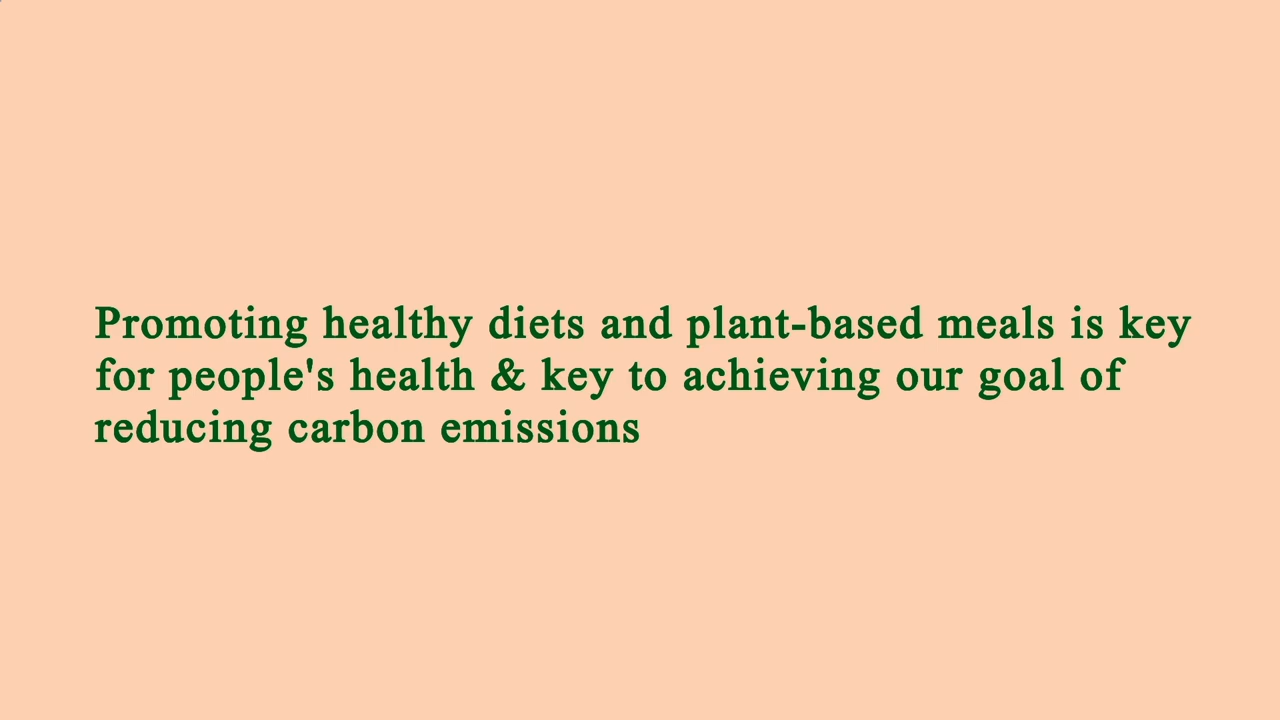 Promoting healthy diets and plant-based meals is key
for people's health & key to achieving our goal of
reducing carbon emissions